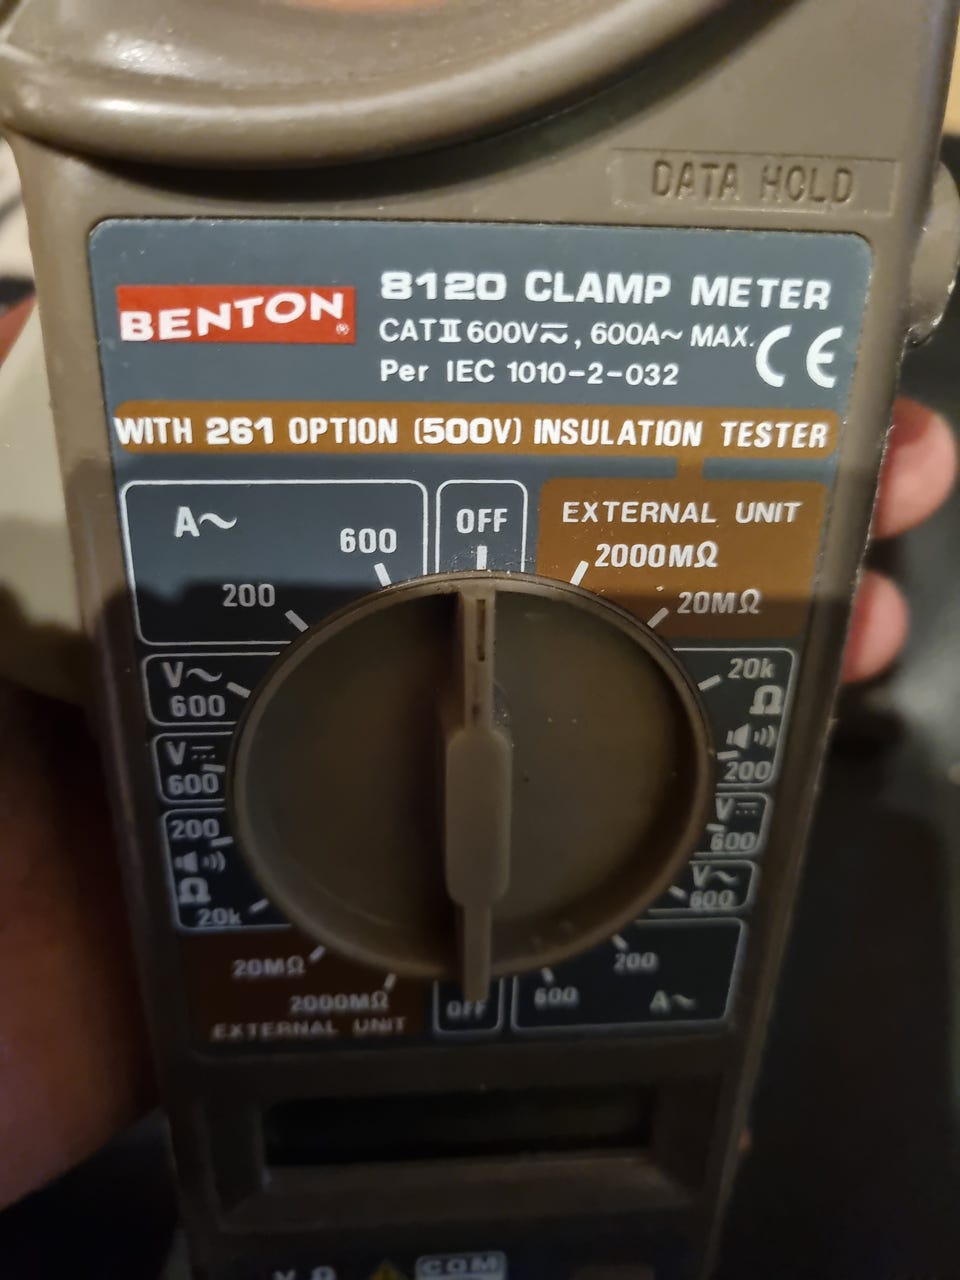 DATA HOLD
BENTON®
8120 CLAMP METER
CAT II 600V⎓~, 600A~ MAX.
Per IEC 1010-2-032
CE
WITH 261 OPTION (500V) INSULATION TESTER
A~
600
200
OFF
EXTERNAL UNIT
2000MΩ
20MΩ
V~
600
V⎓
600
200
Ω
20k
20MΩ
2000MΩ
EXTERNAL UNIT
20k
Ω
200
V⎓
600
V~
600
200
600
A~
OFF
V Ω
COM